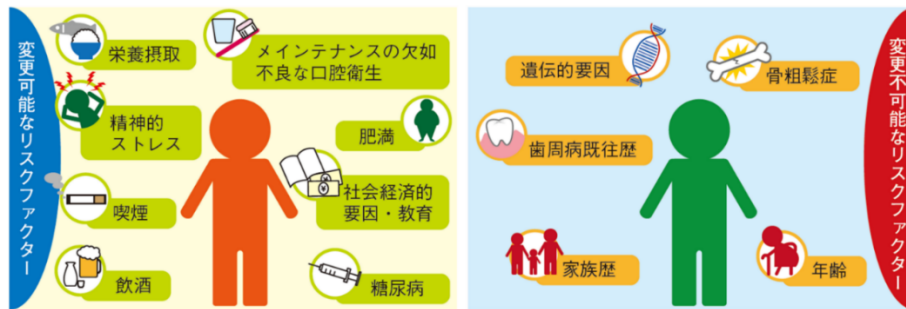 変更可能なリスクファクター
栄養摂取
メインテナンスの欠如
不良な口腔衛生
精神的
ストレス
肥満
喫煙
社会経済的
要因・教育
飲酒
糖尿病
遺伝的要因
骨粗鬆症
歯周病既往歴
家族歴
年齢
変更不可能なリスクファクター